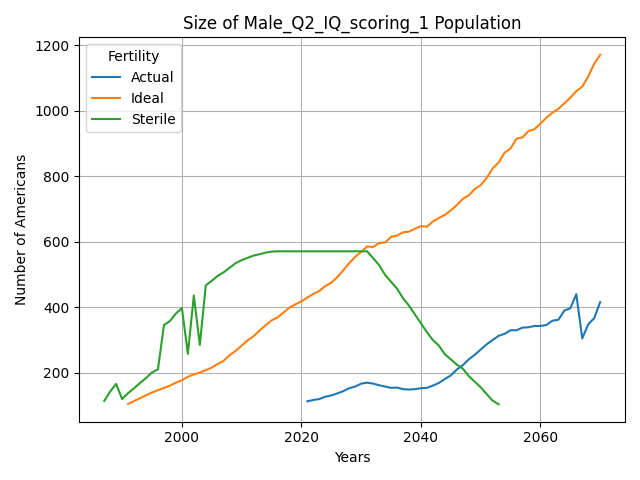 Size of Male_Q2_IQ_scoring_1 Population
Fertility
Actual
Ideal
Sterile
Number of Americans
1200
1000
800
600
400
200
2000
2020
2040
2060
Years